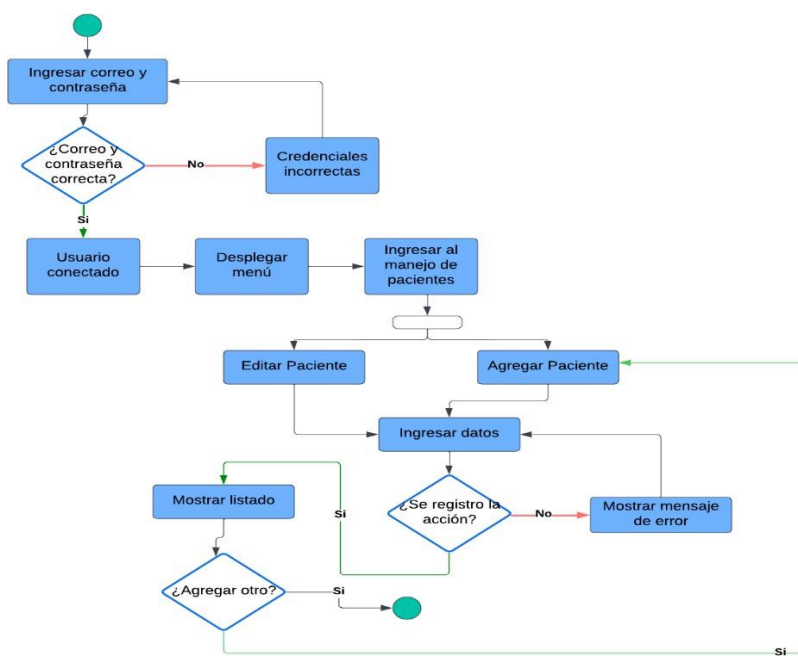 Ingresar correo y
contraseña
¿Correo y
contraseña
correcta?
No
Credenciales
incorrectas
Si
Usuario
conectado
Desplegar
menú
Ingresar al
manejo de
pacientes
Editar Paciente
Agregar Paciente
Ingresar datos
Mostrar listado
Si
¿Se registro la
acción?
No
Mostrar mensaje
de error
¿Agregar otro?
Si
Si